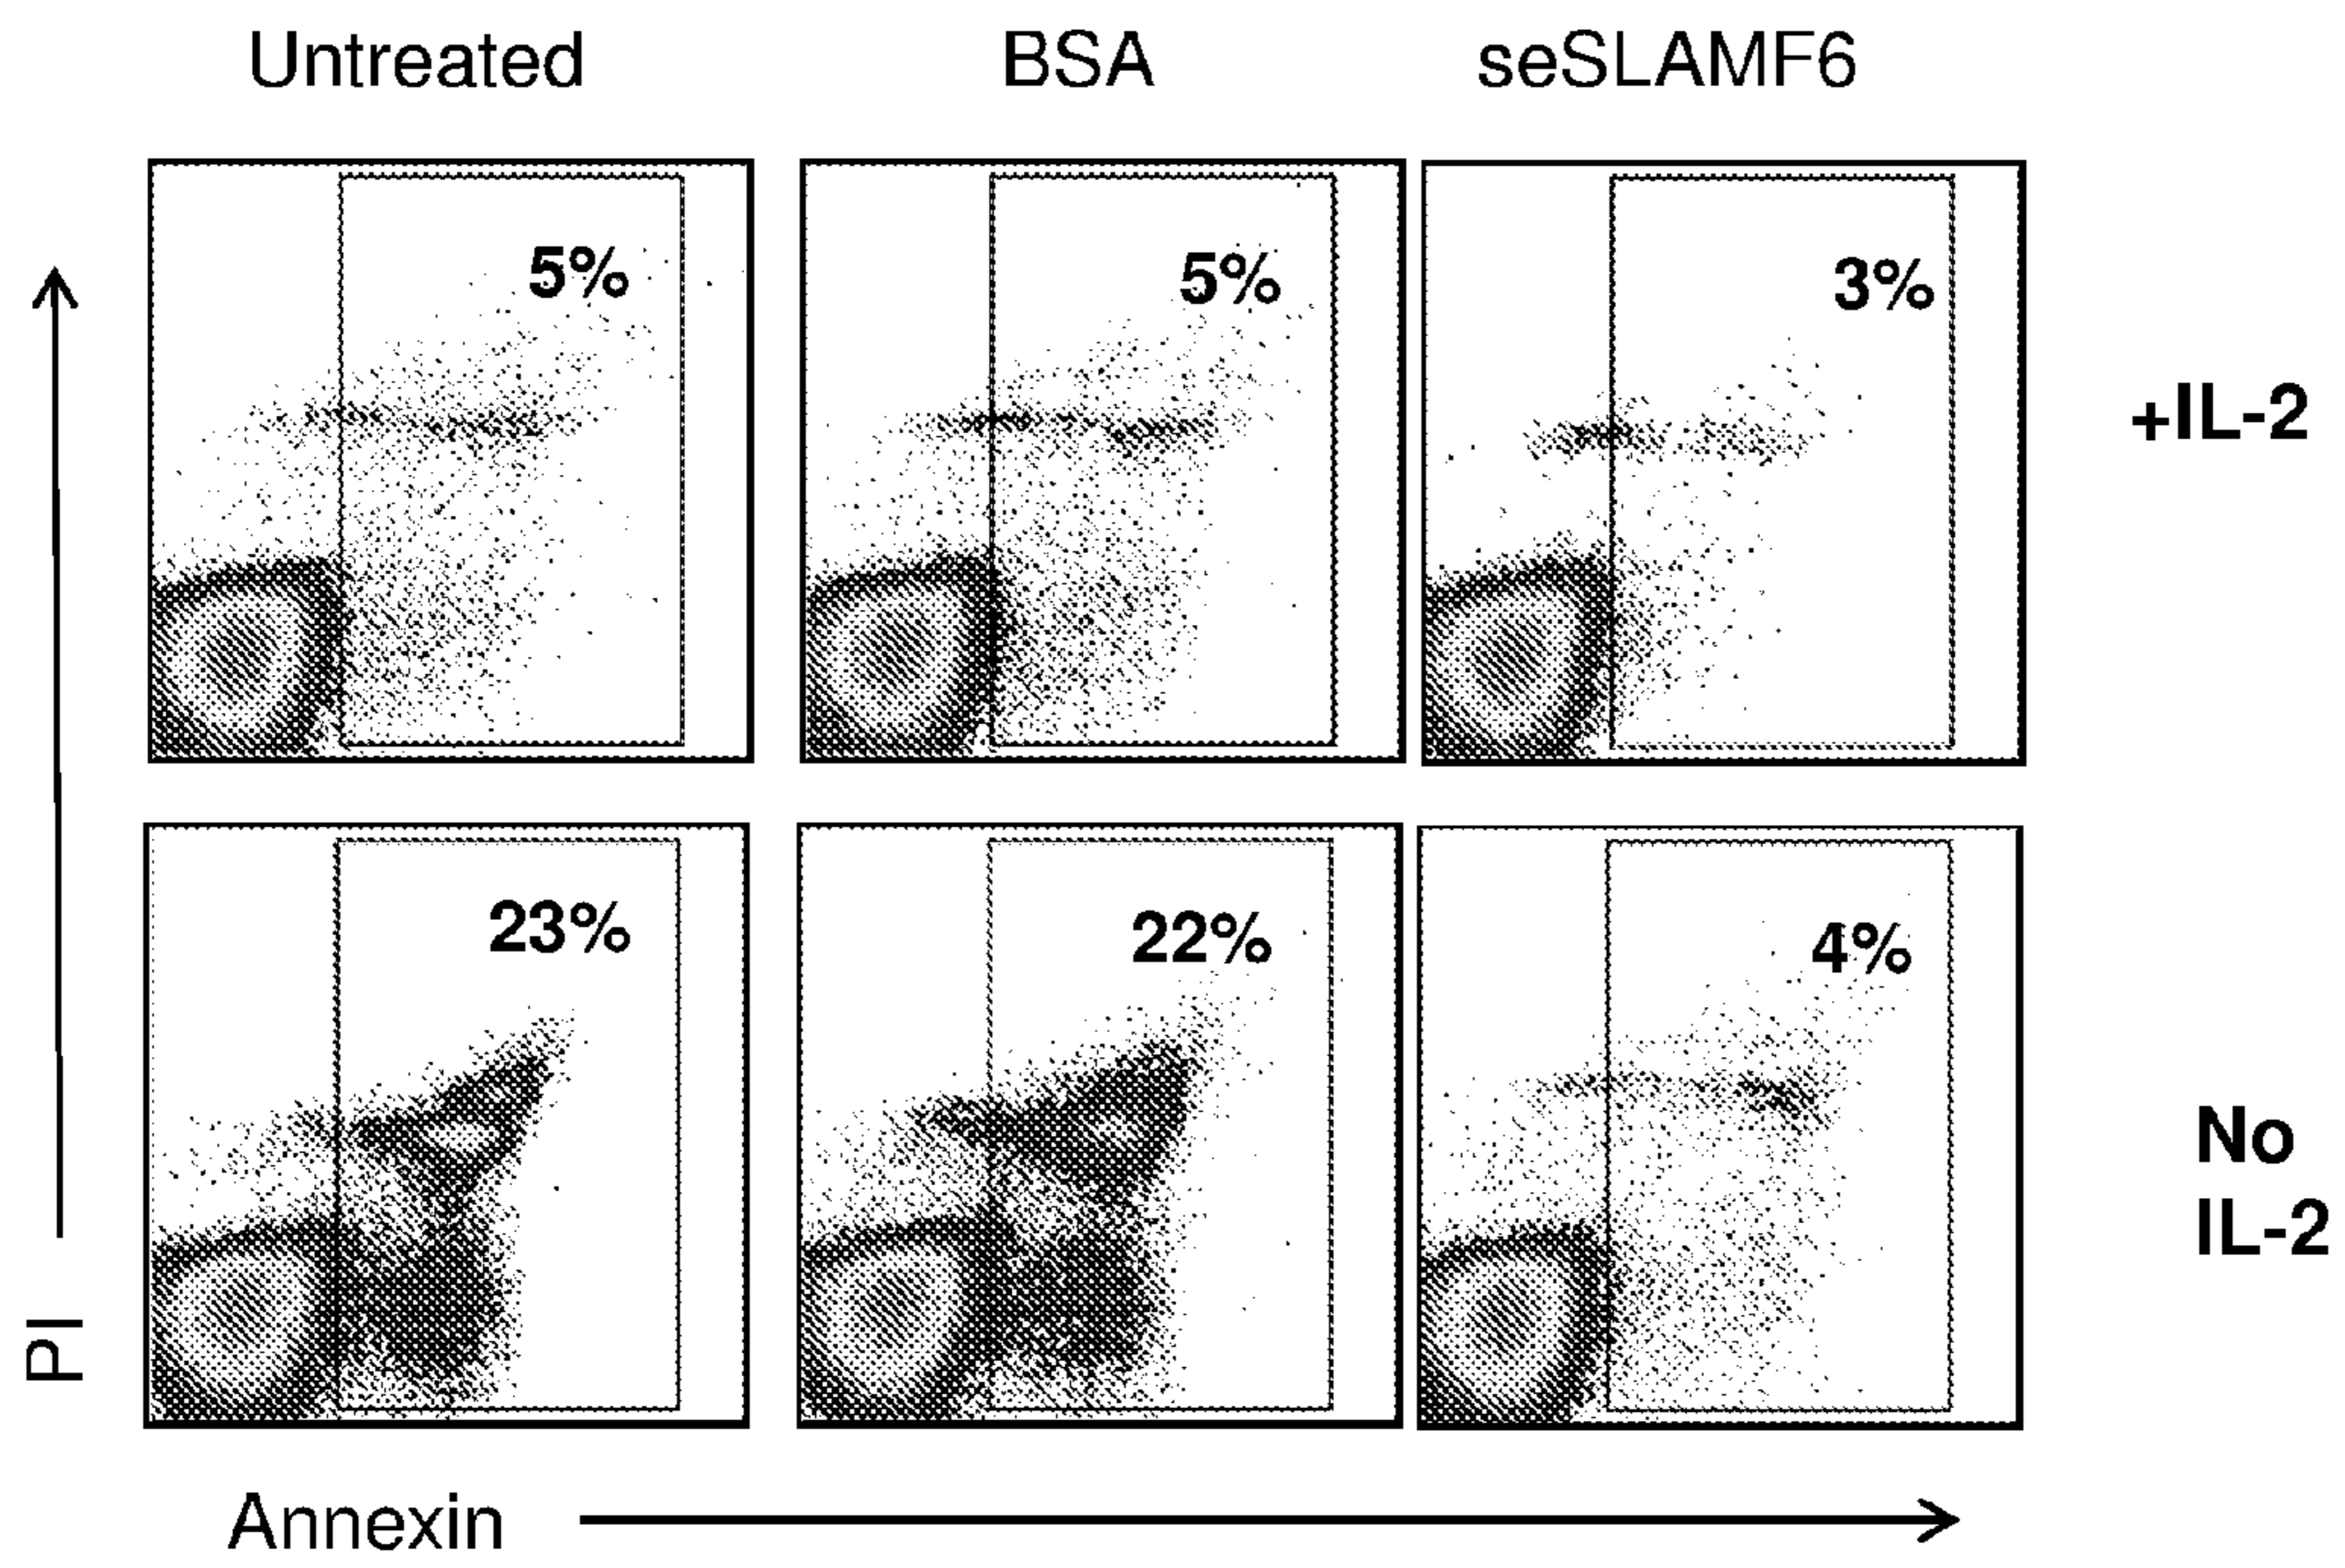 Untreated BSA seSLAMF6
5% 5% 3%
+IL-2
23% 22% 4%
No
IL-2
PI
Annexin